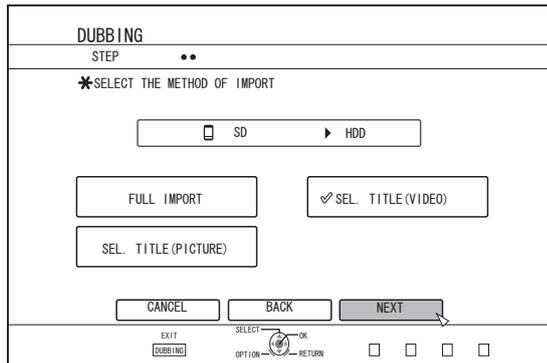 DUBBING
STEP
*SELECT THE METHOD OF IMPORT
SD ▶ HDD
FULL IMPORT
✓SEL. TITLE(VIDEO)
SEL. TITLE(PICTURE)
CANCEL
BACK
NEXT
EXIT
DUBBING
SELECT
OK
OPTION
RETURN